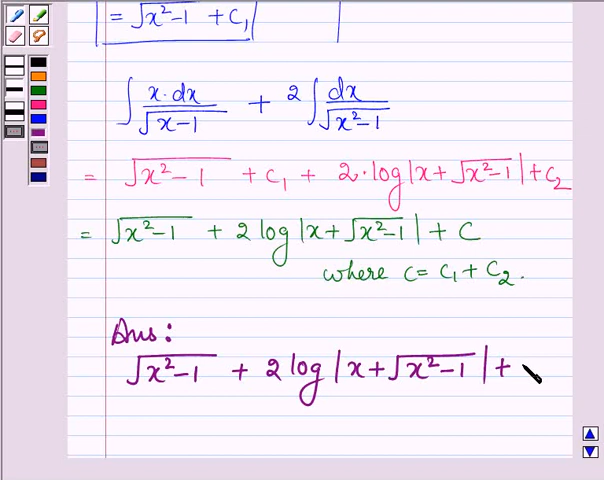 = √(x²-1) + C₁
∫ x·dx/√(x-1) + 2 ∫ dx/√(x²-1)
= √(x²-1) + C₁ + 2·log|x+√(x²-1)| + C₂
= √(x²-1) + 2 log|x+√(x²-1)| + C
where C = C₁ + C₂.
Ans:
√(x²-1) + 2 log|x+√(x²-1)| +